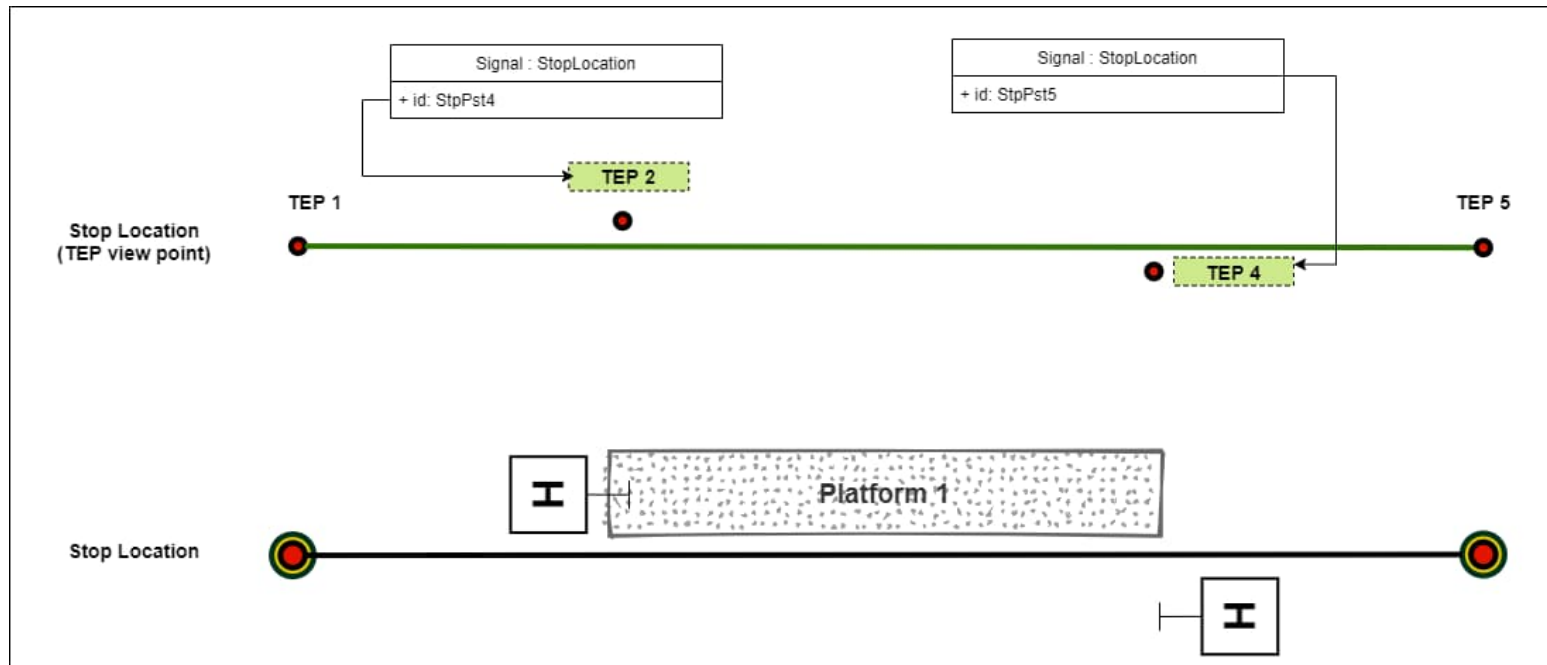 Signal : StopLocation
+ id: StpPst4
Signal : StopLocation
+ id: StpPst5
TEP 2
TEP 1
TEP 5
Stop Location
(TEP view point)
TEP 4
Platform 1
H
Stop Location
H